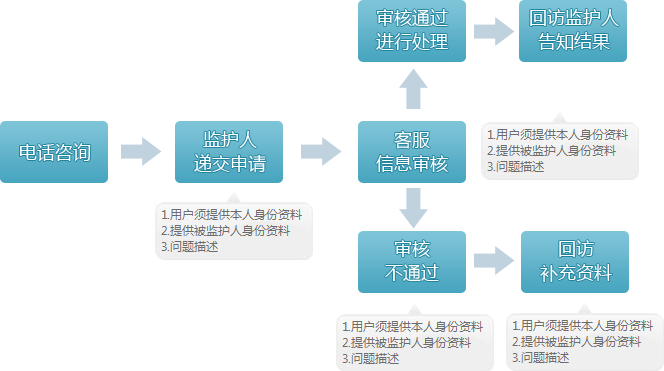 审核通过
进行处理
回访监护人
告知结果
电话咨询
监护人
递交申请
客服
信息审核
1.用户须提供本人身份资料
2.提供被监护人身份资料
3.问题描述
1.用户须提供本人身份资料
2.提供被监护人身份资料
3.问题描述
审核
不通过
回访
补充资料
1.用户须提供本人身份资料
2.提供被监护人身份资料
3.问题描述
1.用户须提供本人身份资料
2.提供被监护人身份资料
3.问题描述